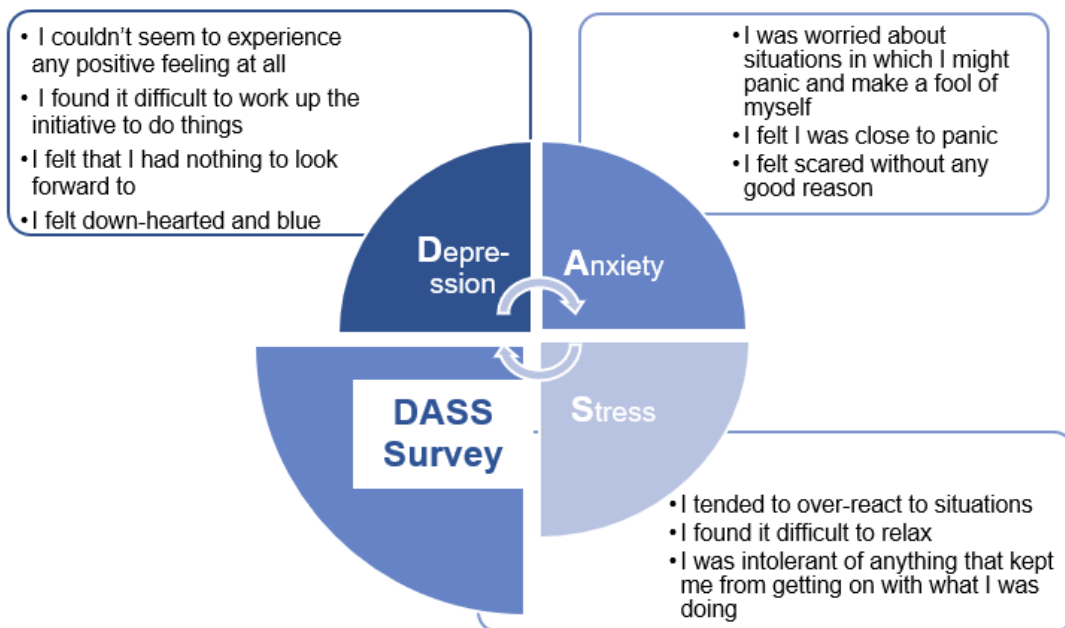 • I couldn’t seem to experience
any positive feeling at all
• I found it difficult to work up the
initiative to do things
• I felt that I had nothing to look
forward to
• I felt down-hearted and blue
• I was worried about
situations in which I might
panic and make a fool of
myself
• I felt I was close to panic
• I felt scared without any
good reason
Depre-
ssion
Anxiety
DASS
Survey
Stress
• I tended to over-react to situations
• I found it difficult to relax
• I was intolerant of anything that kept
me from getting on with what I was
doing